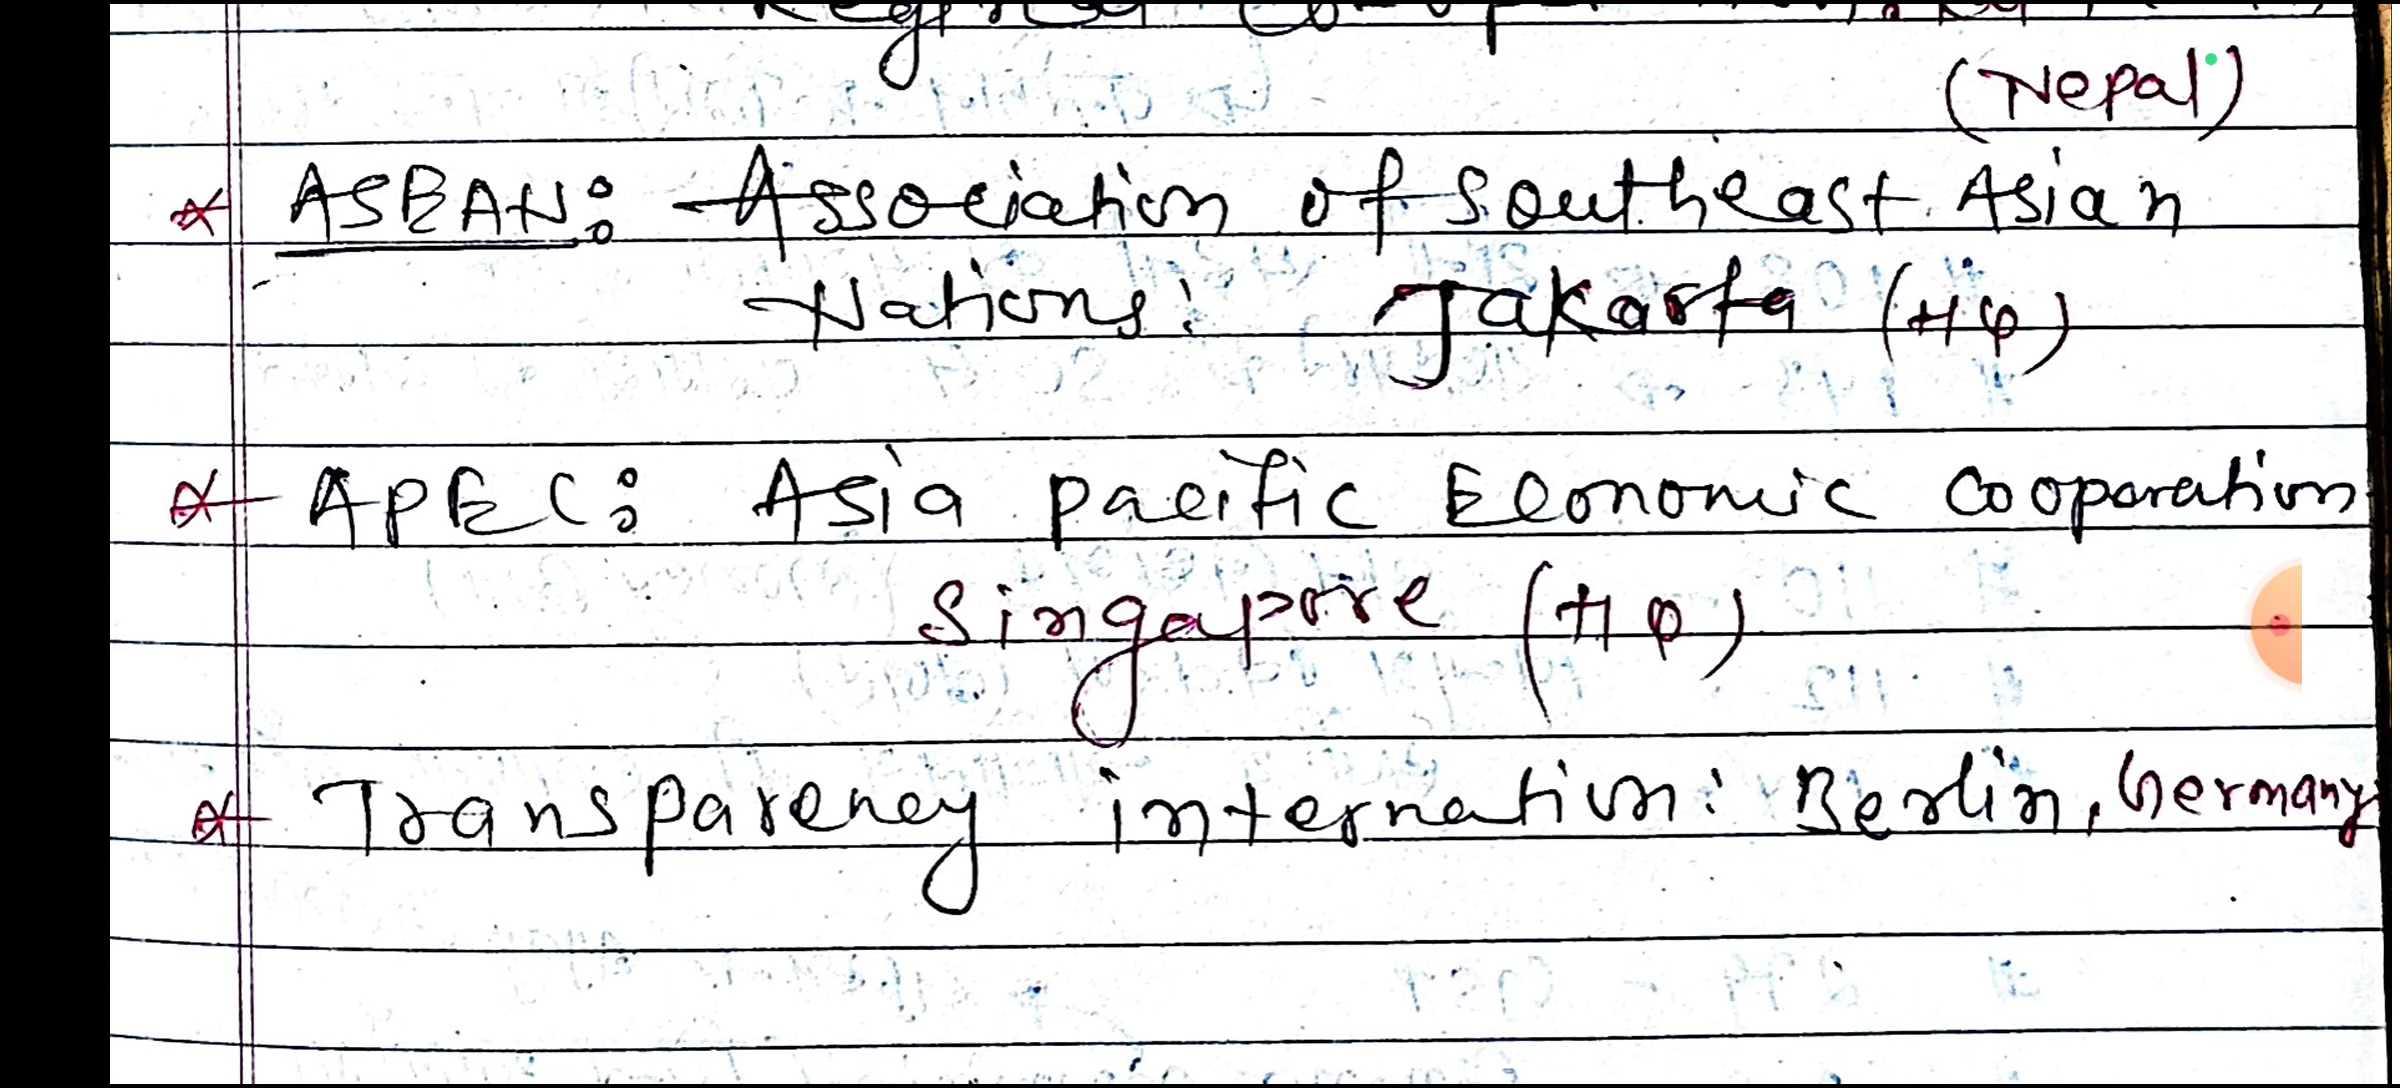 (Nepal)
* ASEAN: Association of Southeast Asian
Nations: Jakarta (HQ)
* APEC: Asia pacific Economic Cooperation
Singapore (HQ)
* Transparency internation: Berlin, Germany